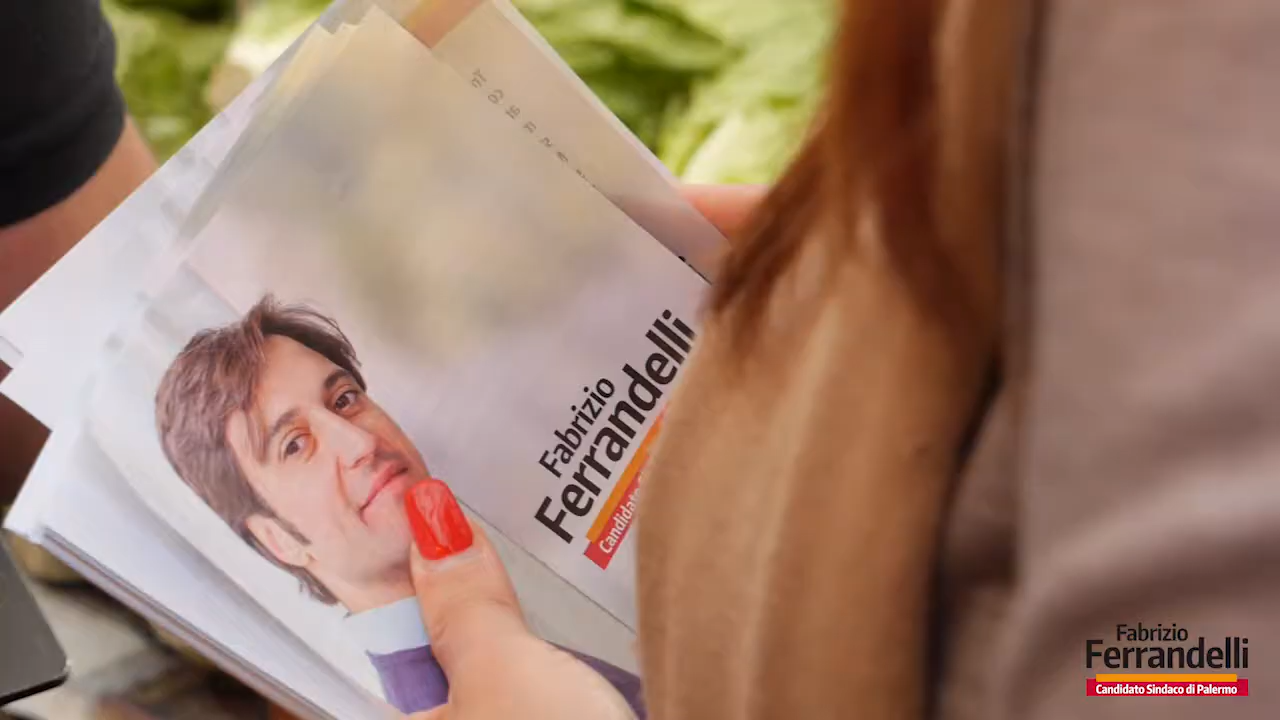 Fabrizio
Ferrandelli
Candidato
Fabrizio
Ferrandelli
Candidato Sindaco di Palermo